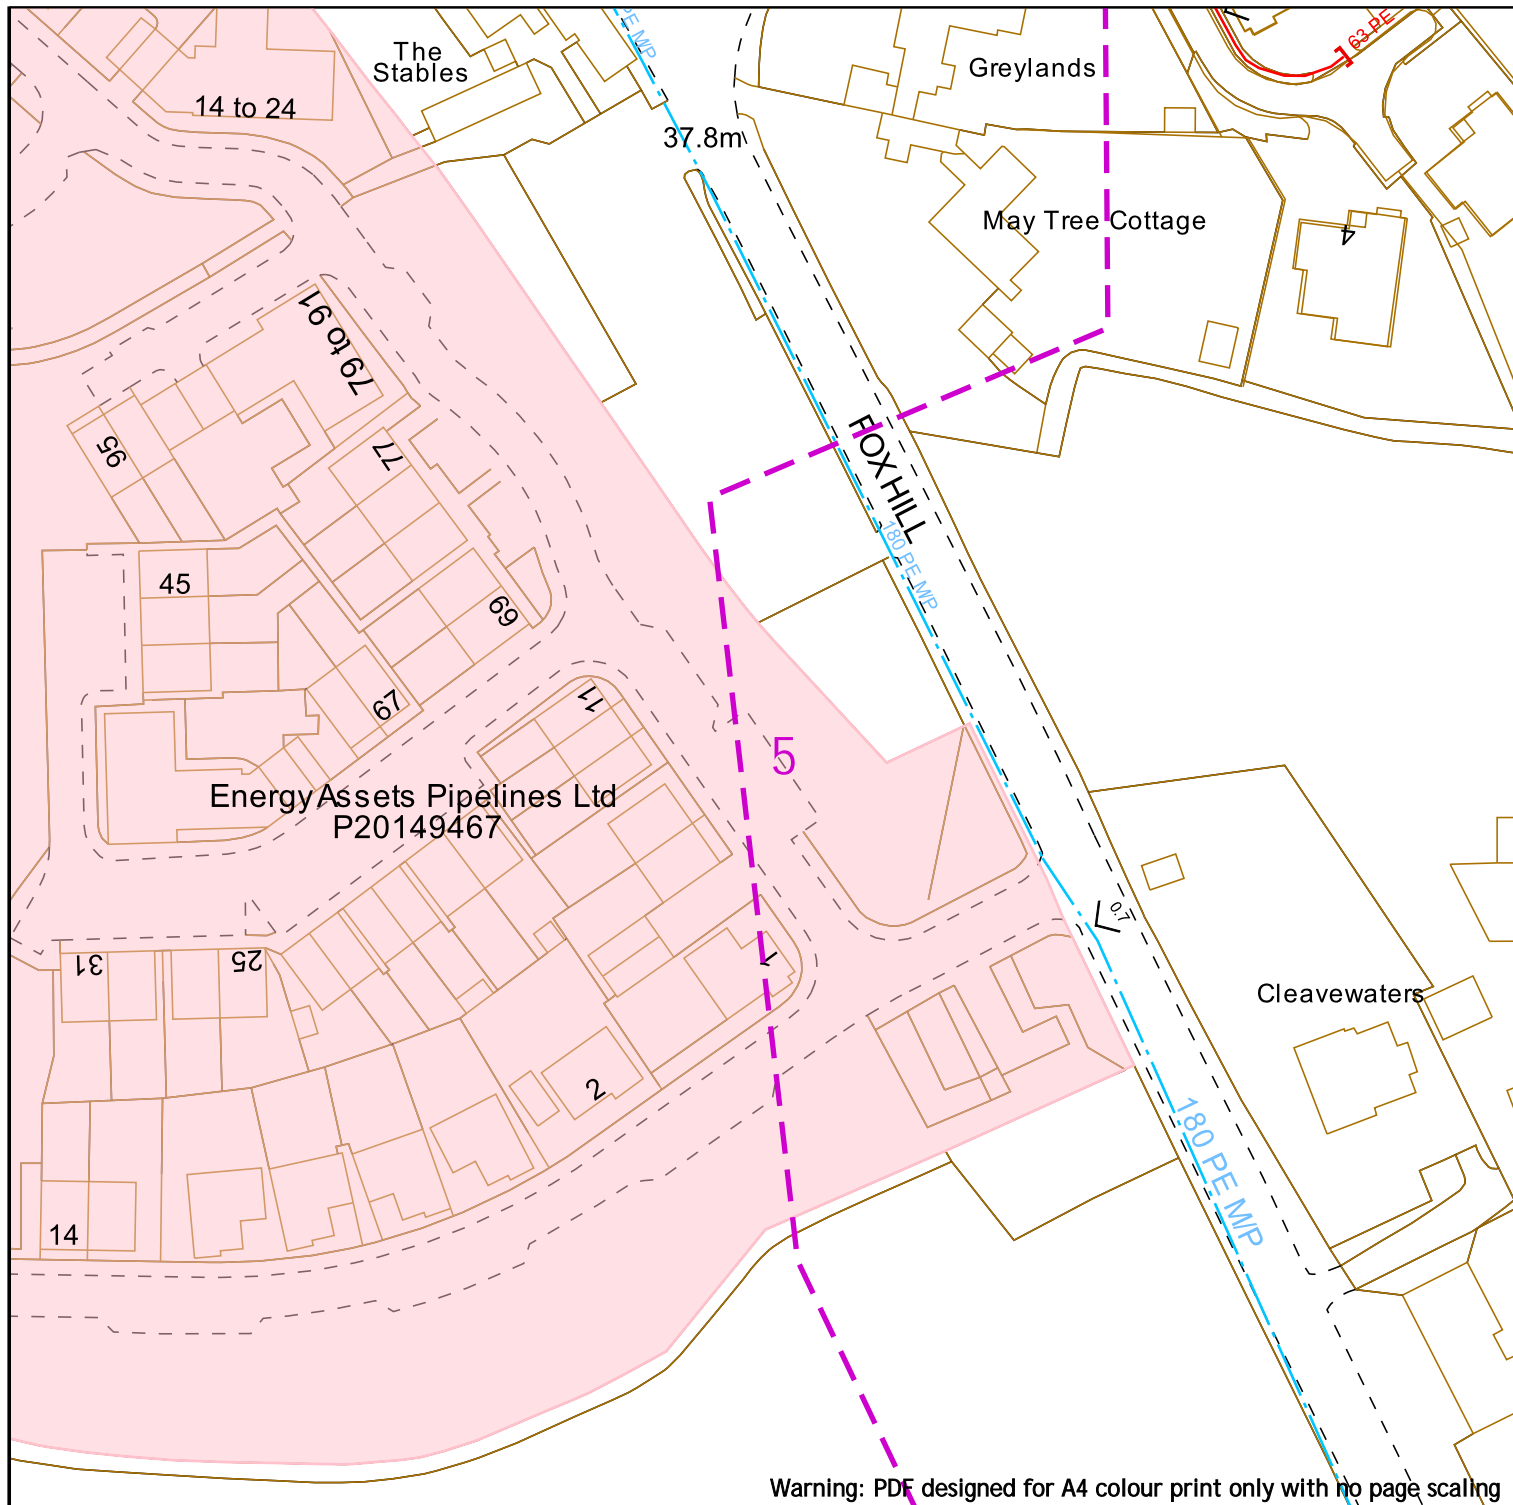 The
Stables
14 to 24
PE MP
37.8m
Greylands
63 PE
May Tree Cottage
4
79 to 91
95
77
FOX HILL
180 PE MP
45
69
67
11
5
Energy Assets Pipelines Ltd
P20149467
0.7
31
25
1
Cleavewaters
2
180 PE MP
14
Warning: PDF designed for A4 colour print only with no page scaling